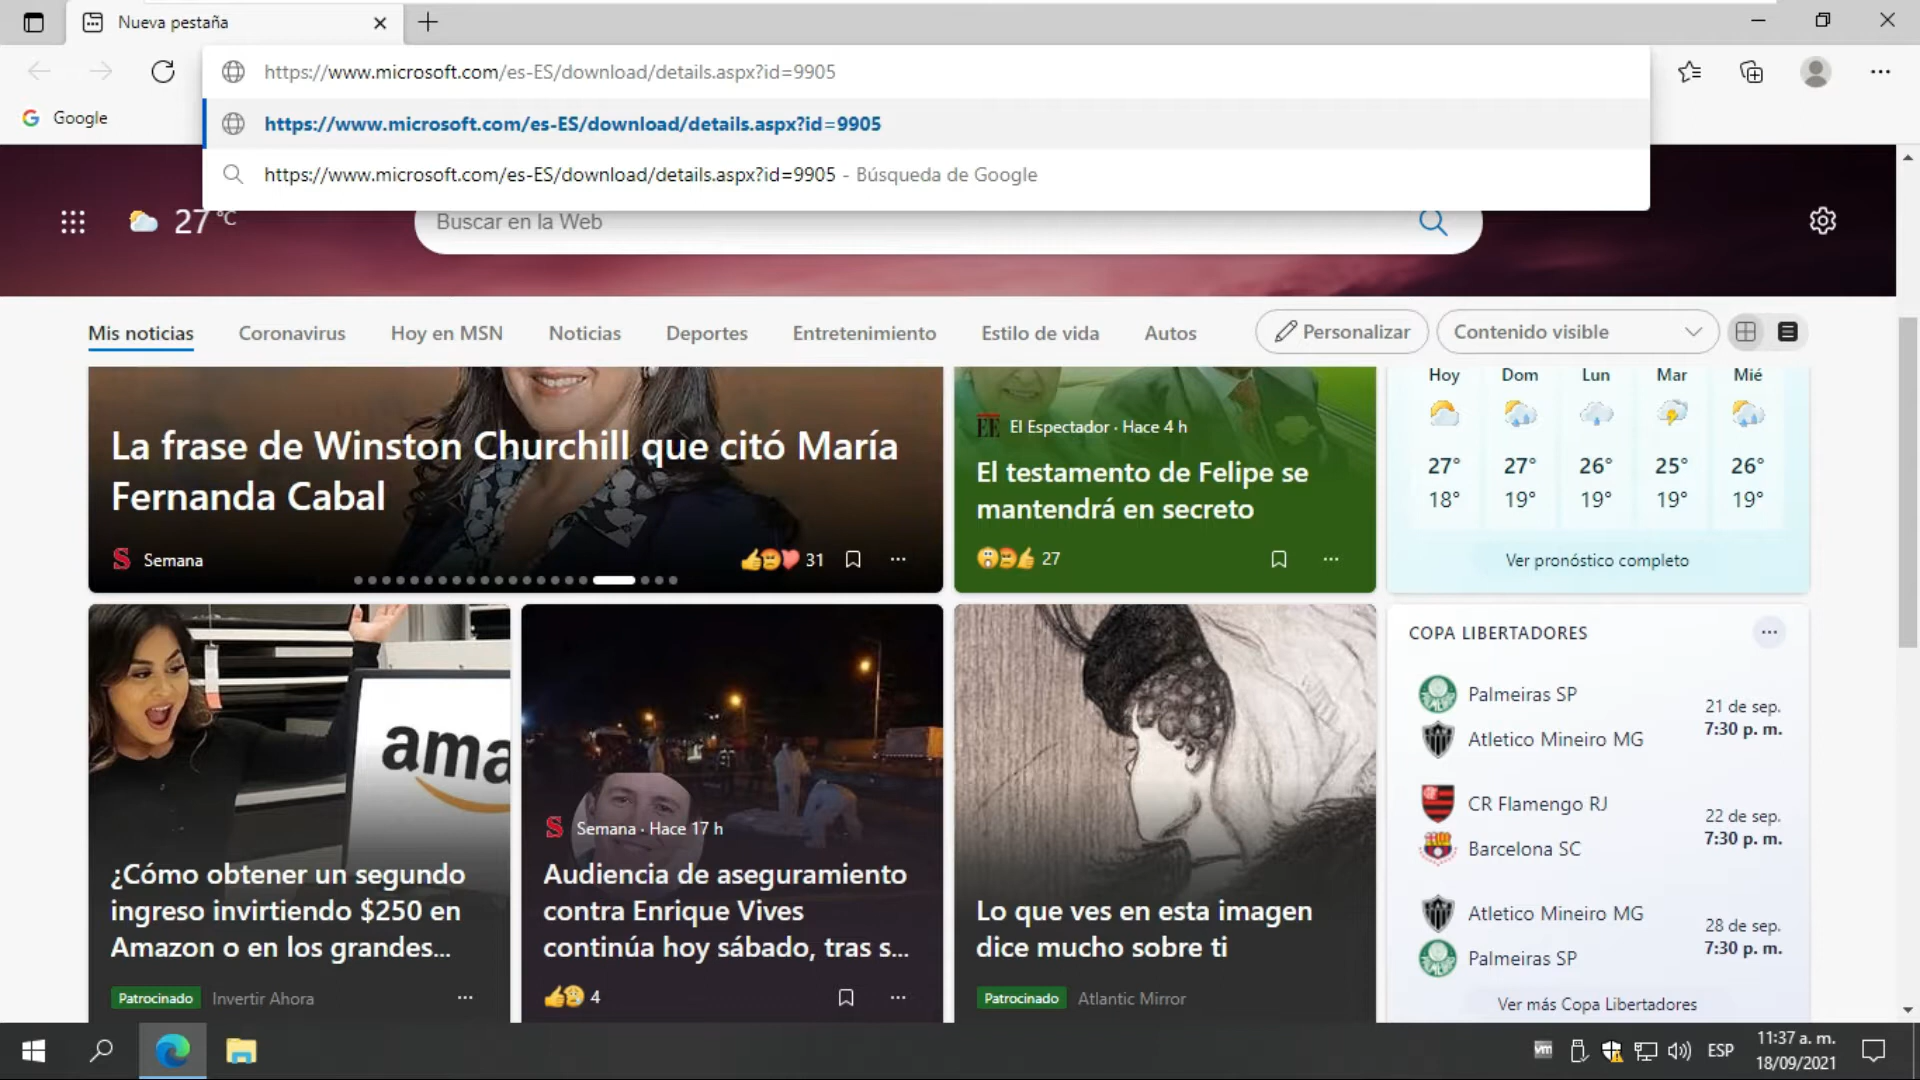 Nueva pestaña
https://www.microsoft.com/es-ES/download/details.aspx?id=9905
https://www.microsoft.com/es-ES/download/details.aspx?id=9905
Google
https://www.microsoft.com/es-ES/download/details.aspx?id=9905 - Búsqueda de Google
27 °C
Buscar en la Web
Mis noticias Coronavirus Hoy en MSN Noticias Deportes Entretenimiento Estilo de vida Autos Personalizar Contenido visible
La frase de Winston Churchill que citó María
Fernanda Cabal
S Semana
31
EE El Espectador · Hace 4 h
El testamento de Felipe se
mantendrá en secreto
27
Hoy Dom Lun Mar Mié
27° 27° 26° 25° 26°
18° 19° 19° 19° 19°
Ver pronóstico completo
ama
¿Cómo obtener un segundo
ingreso invirtiendo $250 en
Amazon o en los grandes...
Patrocinado Invertir Ahora
S Semana · Hace 17 h
Audiencia de aseguramiento
contra Enrique Vives
continúa hoy sábado, tras s...
4
Lo que ves en esta imagen
dice mucho sobre ti
Patrocinado Atlantic Mirror
COPA LIBERTADORES
Palmeiras SP
Atletico Mineiro MG
21 de sep.
7:30 p. m.
CR Flamengo RJ
Barcelona SC
22 de sep.
7:30 p. m.
Atletico Mineiro MG
Palmeiras SP
28 de sep.
7:30 p. m.
Ver más Copa Libertadores
vm
ESP
11:37 a. m.
18/09/2021